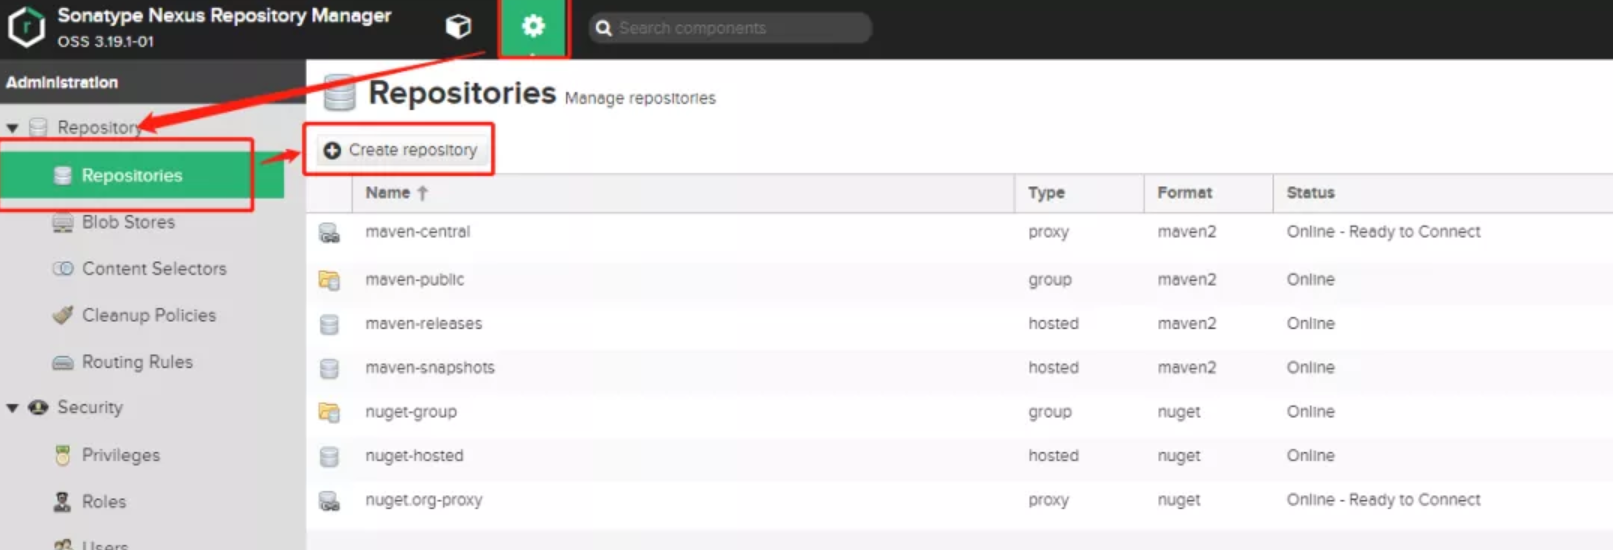 Sonatype Nexus Repository Manager
OSS 3.19.1-01
Search components
Administration
Repository
Repositories
Blob Stores
Content Selectors
Cleanup Policies
Routing Rules
Security
Privileges
Roles
Users
Repositories Manage repositories
Create repository
Name ↑ Type Format Status
maven-central proxy maven2 Online - Ready to Connect
maven-public group maven2 Online
maven-releases hosted maven2 Online
maven-snapshots hosted maven2 Online
nuget-group group nuget Online
nuget-hosted hosted nuget Online
nuget.org-proxy proxy nuget Online - Ready to Connect